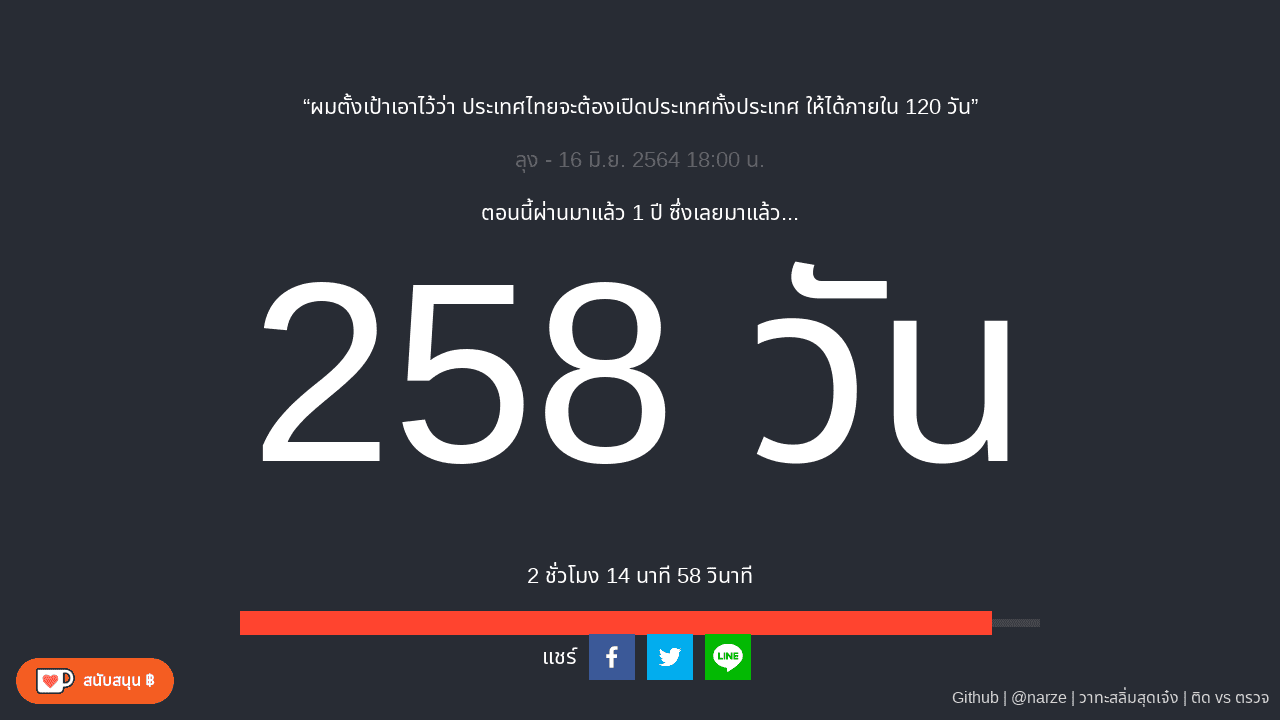 “ผมตั้งเป้าเอาไว้ว่า ประเทศไทยจะต้องเปิดประเทศทั้งประเทศ ให้ได้ภายใน 120 วัน”
ลุง - 16 มิ.ย. 2564 18:00 น.
ตอนนี้ผ่านมาแล้ว 1 ปี ซึ่งเลยมาแล้ว...
258 วัน
2 ชั่วโมง 14 นาที 58 วินาที
แชร์
LINE
สนับสนุน ฿
Github | @narze | วาทะสลิ่มสุดเจ๋ง | ติด vs ตรวจ